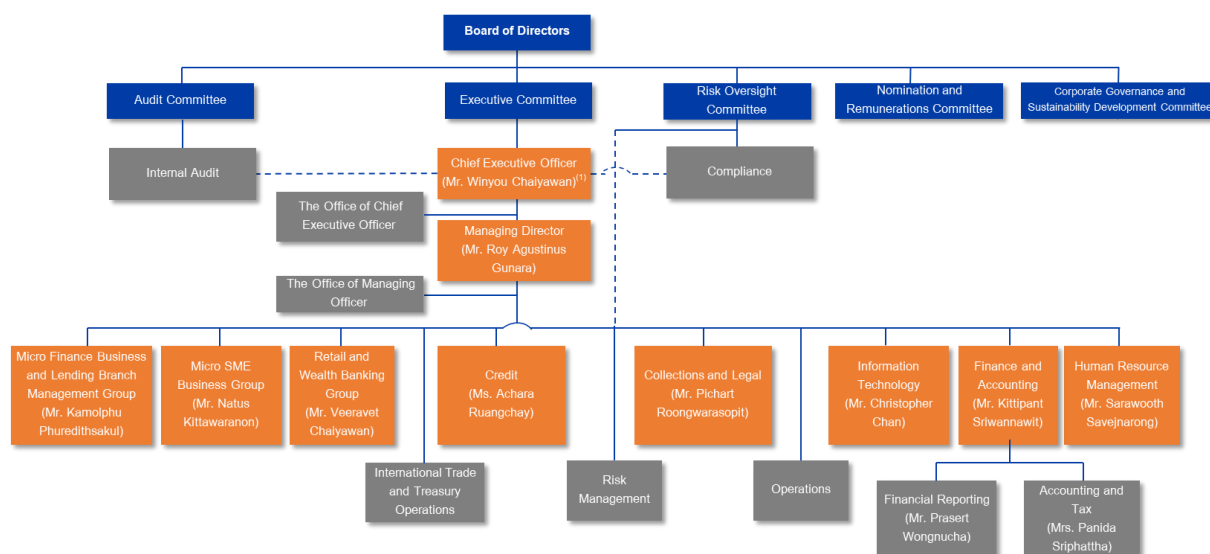 Board of Directors
Audit Committee
Executive Committee
Risk Oversight
Committee
Nomination and
Remunerations Committee
Corporate Governance and
Sustainability Development Committee
Internal Audit
Chief Executive Officer
(Mr. Winyou Chaiyawan)(1)
Compliance
The Office of Chief
Executive Officer
Managing Director
(Mr. Roy Agustinus
Gunara)
The Office of Managing
Officer
Micro Finance Business
and Lending Branch
Management Group
(Mr. Kamolphu
Phuredithsakul)
Micro SME
Business Group
(Mr. Natus
Kittawaranon)
Retail and
Wealth Banking
Group
(Mr. Veeravet
Chaiyawan)
Credit
(Ms. Achara
Ruangchay)
Collections and Legal
(Mr. Pichart
Roongwarasopit)
Information
Technology
(Mr. Christopher
Chan)
Finance and
Accounting
(Mr. Kittipant
Sriwannawit)
Human Resource
Management
(Mr. Sarawooth
Savejnarong)
International Trade
and Treasury
Operations
Risk
Management
Operations
Financial Reporting
(Mr. Prasert
Wongnucha)
Accounting and
Tax
(Mrs. Panida
Sriphattha)